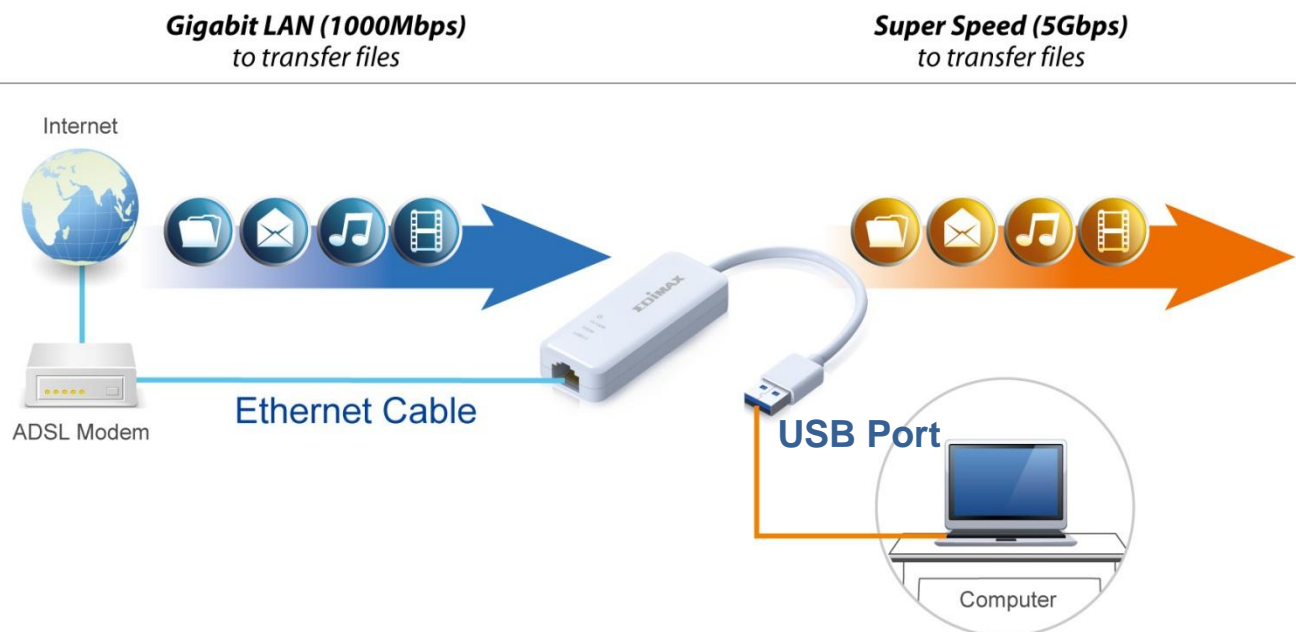 Gigabit LAN (1000Mbps)
to transfer files
Super Speed (5Gbps)
to transfer files
Internet
EDIMAX
ADSL Modem
Ethernet Cable
USB Port
Computer